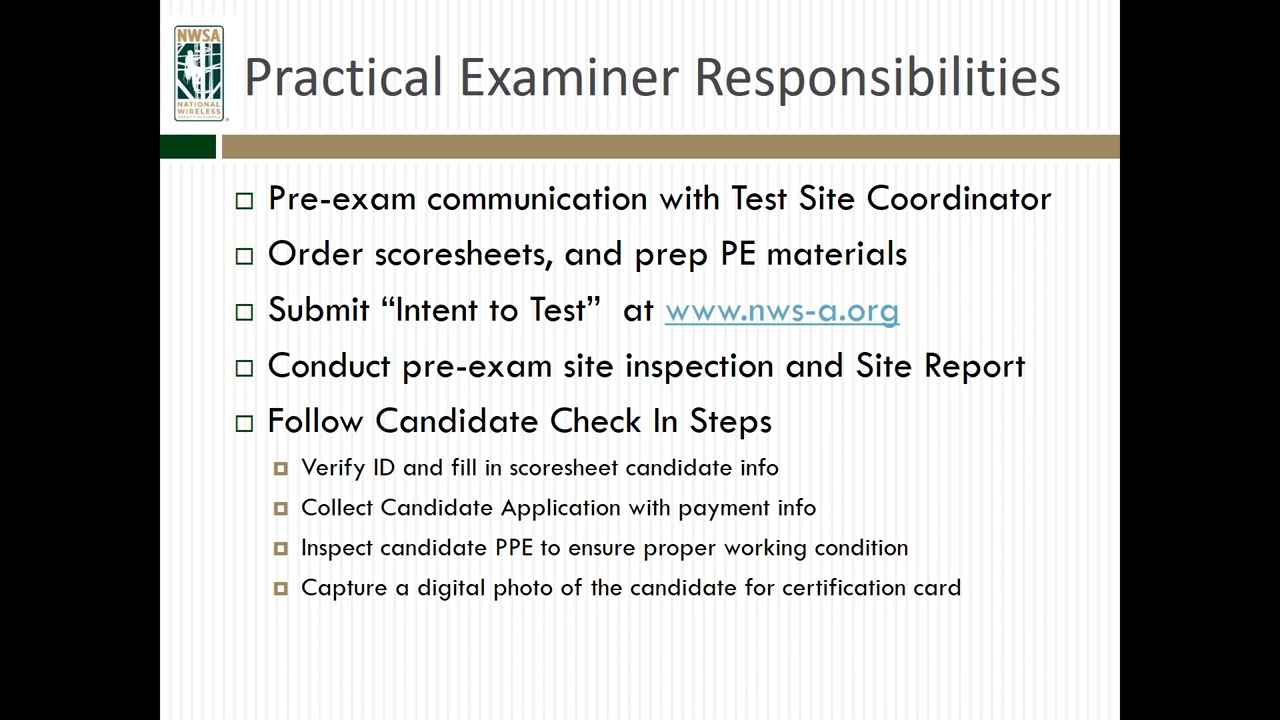 NWSA
NATIONAL
WIRELESS
SAFETY ALLIANCE
Practical Examiner Responsibilities
Pre-exam communication with Test Site Coordinator
Order scoresheets, and prep PE materials
Submit “Intent to Test” at www.nws-a.org
Conduct pre-exam site inspection and Site Report
Follow Candidate Check In Steps
Verify ID and fill in scoresheet candidate info
Collect Candidate Application with payment info
Inspect candidate PPE to ensure proper working condition
Capture a digital photo of the candidate for certification card